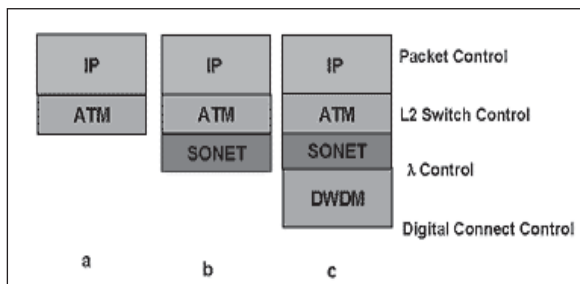 IP IP IP Packet Control
ATM ATM ATM L2 Switch Control
SONET SONET
λ Control
DWDM
Digital Connect Control
a b c